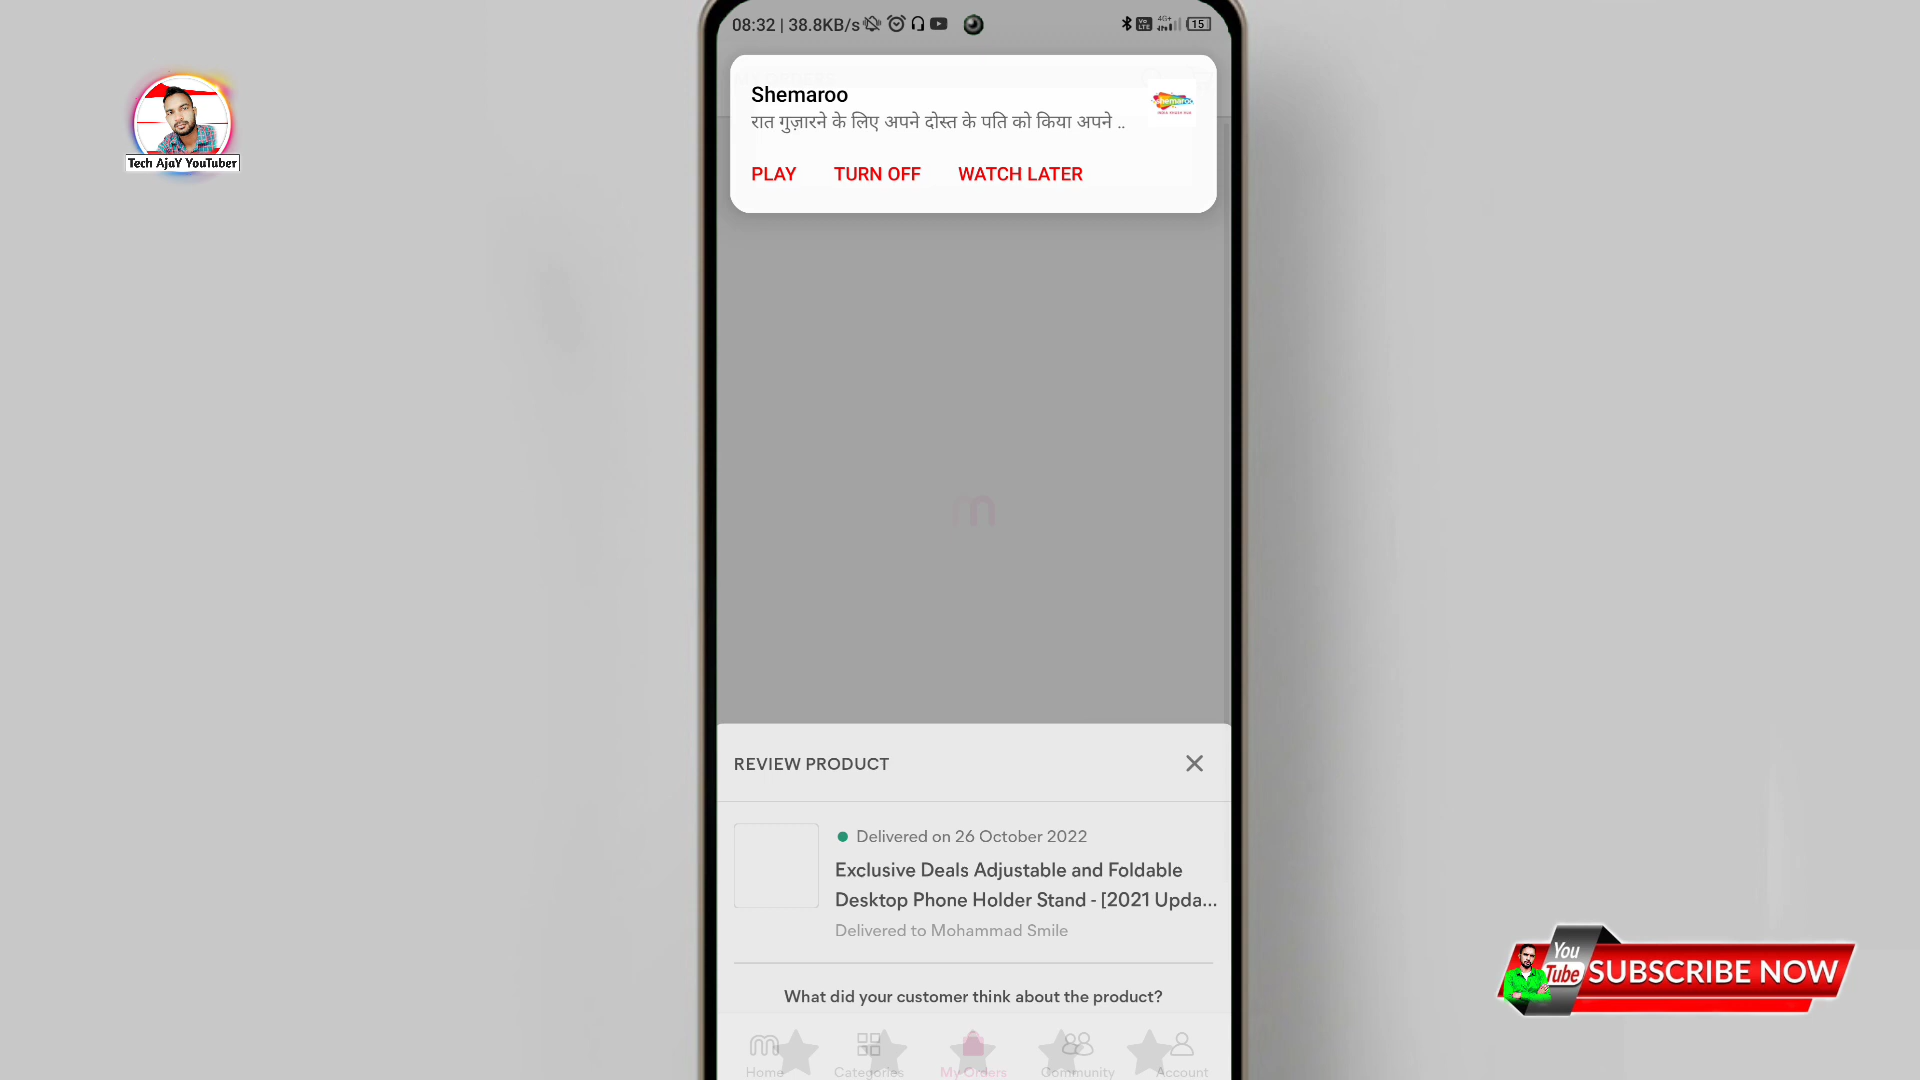 08:32 | 38.8KB/s
15
Shemaroo
रात गुज़ारने के लिए अपने दोस्त के पति को किया अपने ..
PLAY TURN OFF WATCH LATER
Tech AjaY YouTuber
REVIEW PRODUCT
Delivered on 26 October 2022
Exclusive Deals Adjustable and Foldable
Desktop Phone Holder Stand - [2021 Upda...
Delivered to Mohammad Smile
What did your customer think about the product?
Home Categories My Orders Community Account
You
Tube SUBSCRIBE NOW